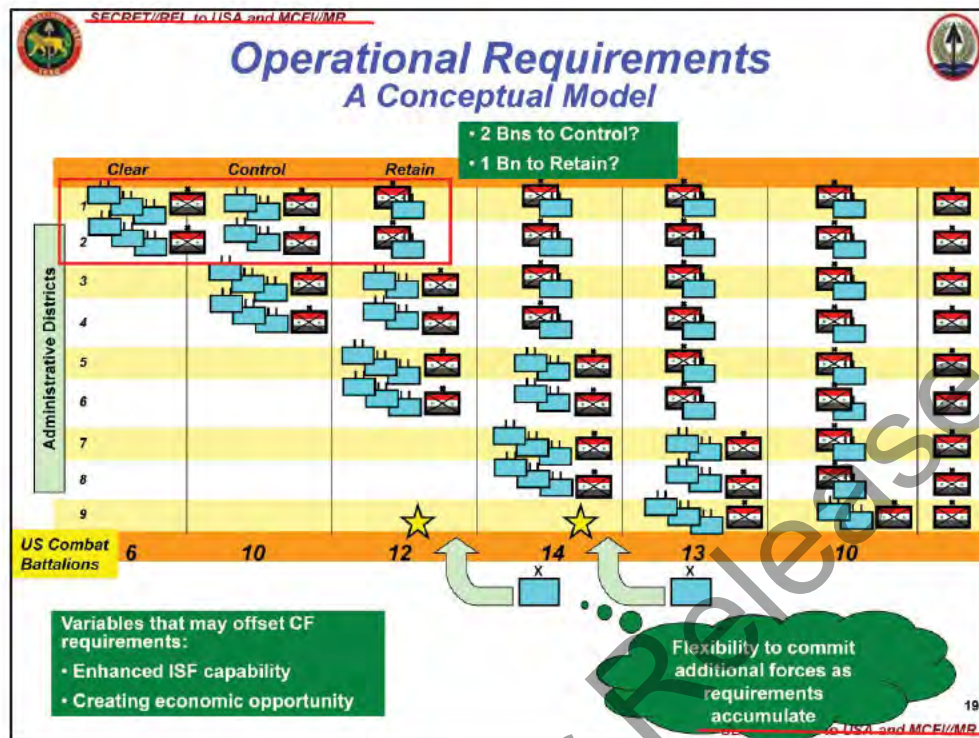 SECRET//REL to USA and MCFI//MR
Operational Requirements
A Conceptual Model
• 2 Bns to Control?
• 1 Bn to Retain?
Clear Control Retain
Administrative Districts
1
2
3
4
5
6
7
8
9
US Combat
Battalions
6 10 12 14 13 10
X X
Variables that may offset CF
requirements:
• Enhanced ISF capability
• Creating economic opportunity
Flexibility to commit
additional forces as
requirements
accumulate
19
to USA and MCFI//MR
Release